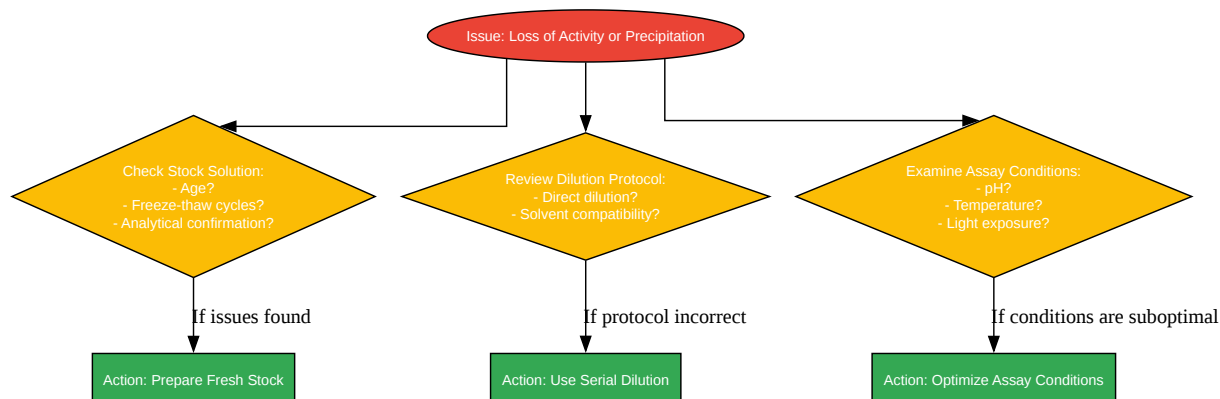 Issue: Loss of Activity or Precipitation
Check Stock Solution:
- Age?
- Freeze-thaw cycles?
- Analytical confirmation?
Review Dilution Protocol:
- Direct dilution?
- Solvent compatibility?
Examine Assay Conditions:
- pH?
- Temperature?
- Light exposure?
If issues found
If protocol incorrect
If conditions are suboptimal
Action: Prepare Fresh Stock
Action: Use Serial Dilution
Action: Optimize Assay Conditions